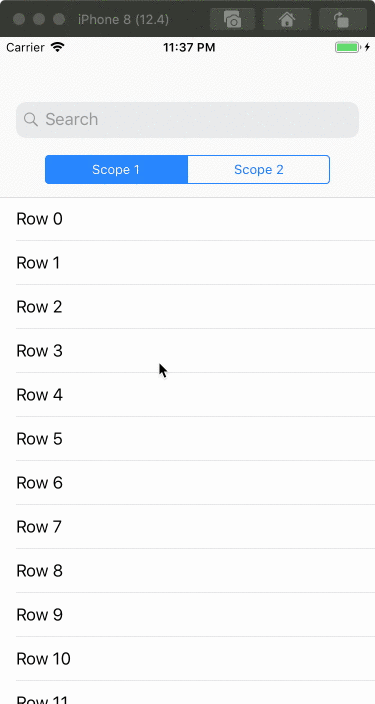 iPhone 8 (12.4)
Carrier 11:37 PM
Search
Scope 1 Scope 2
Row 0
Row 1
Row 2
Row 3
Row 4
Row 5
Row 6
Row 7
Row 8
Row 9
Row 10
Row 11